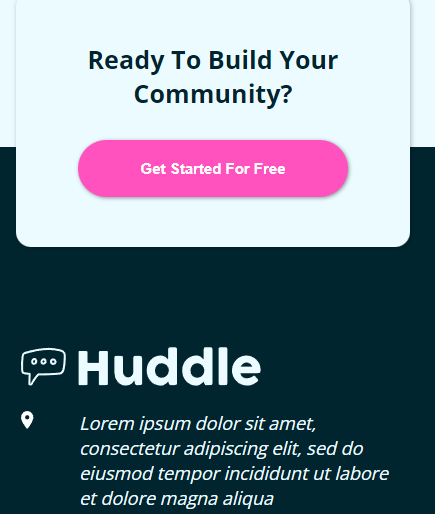 Ready To Build Your
Community?
Get Started For Free
Huddle
Lorem ipsum dolor sit amet,
consectetur adipiscing elit, sed do
eiusmod tempor incididunt ut labore
et dolore magna aliqua